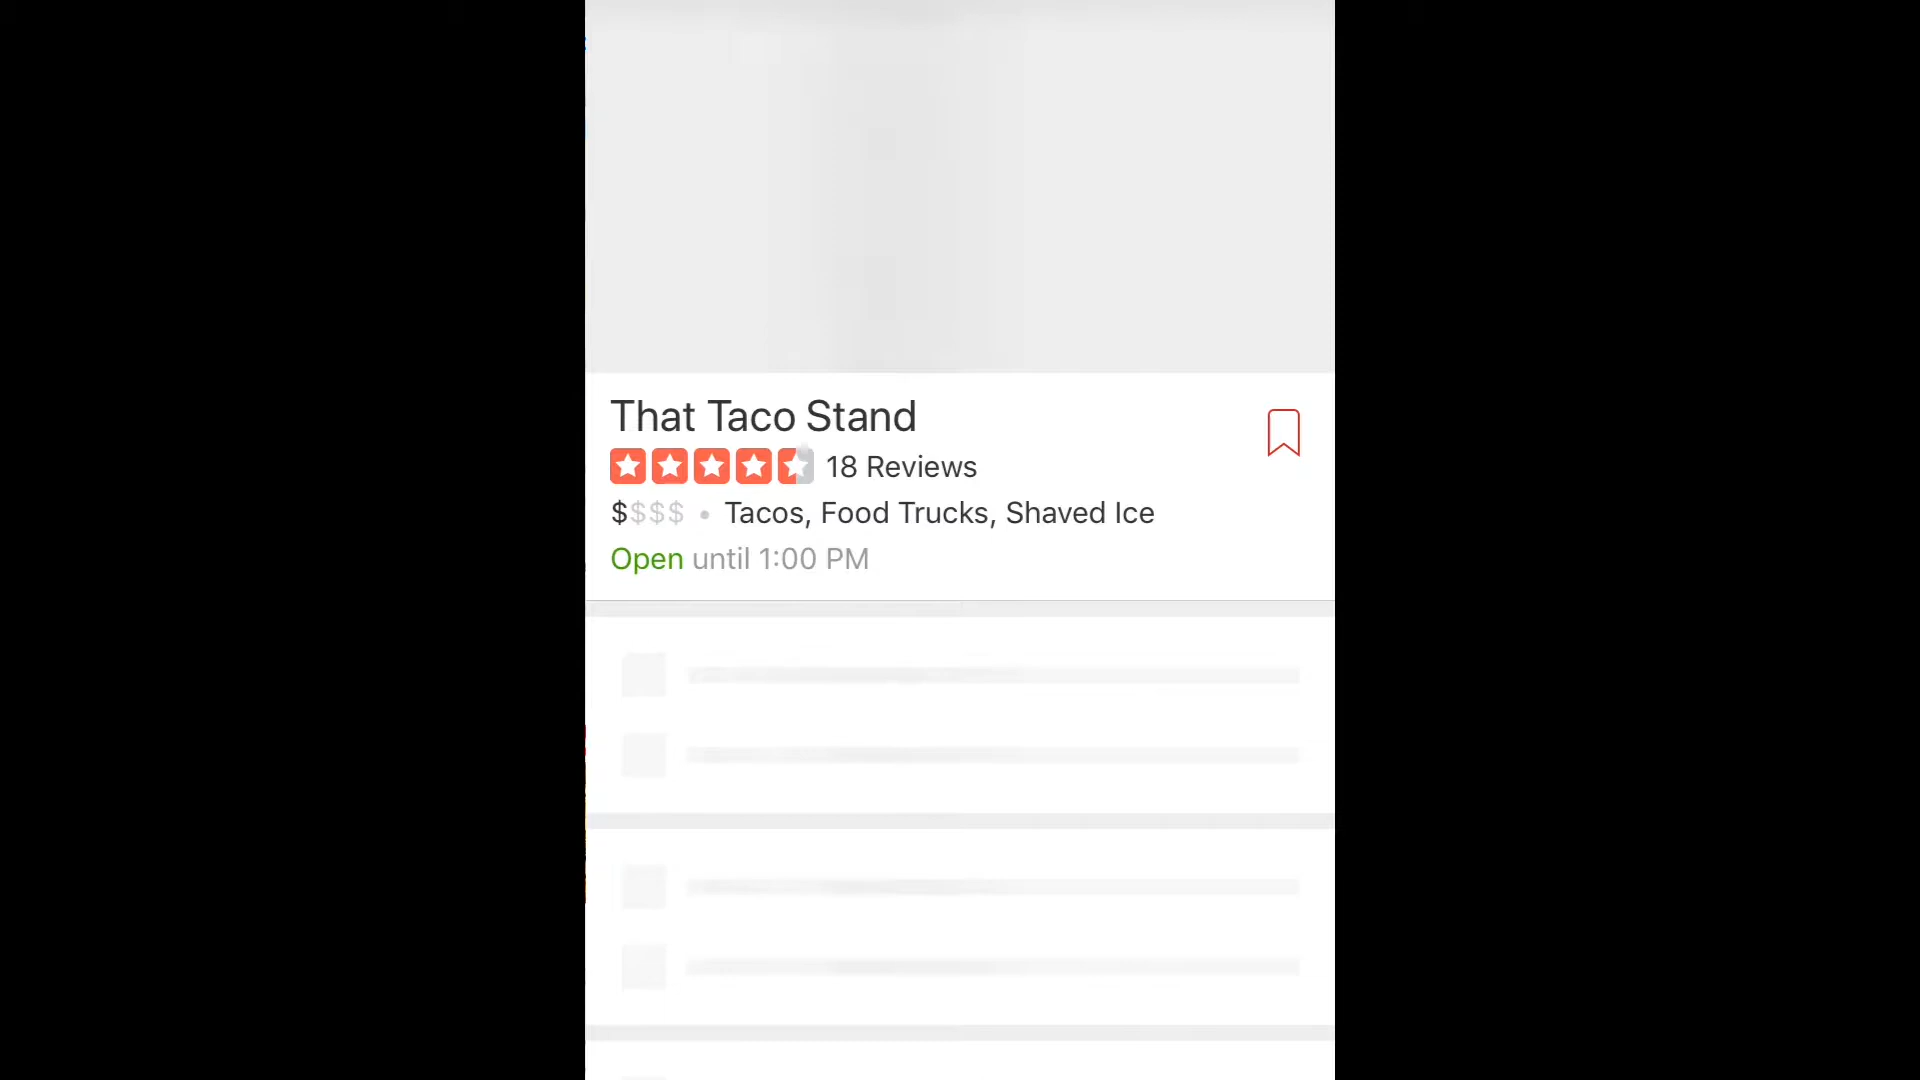 That Taco Stand
18 Reviews
$$$$ • Tacos, Food Trucks, Shaved Ice
Open until 1:00 PM